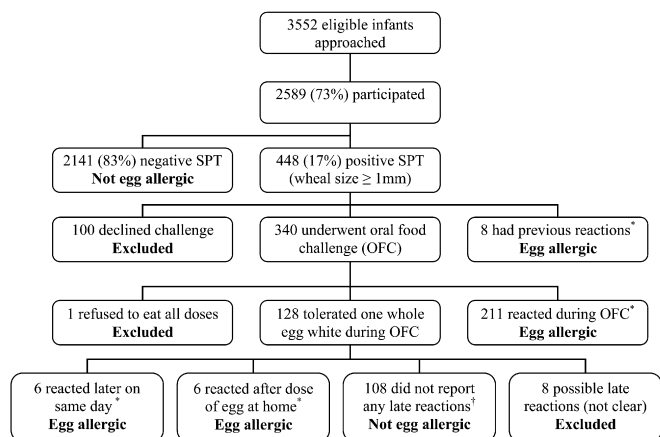 3552 eligible infants
approached
2589 (73%) participated
2141 (83%) negative SPT
Not egg allergic
448 (17%) positive SPT
(wheal size ≥ 1mm)
100 declined challenge
Excluded
340 underwent oral food
challenge (OFC)
8 had previous reactions*
Egg allergic
1 refused to eat all doses
Excluded
128 tolerated one whole
egg white during OFC
211 reacted during OFC*
Egg allergic
6 reacted later on
same day*
Egg allergic
6 reacted after dose
of egg at home*
Egg allergic
108 did not report
any late reactions†
Not egg allergic
8 possible late
reactions (not clear)
Excluded